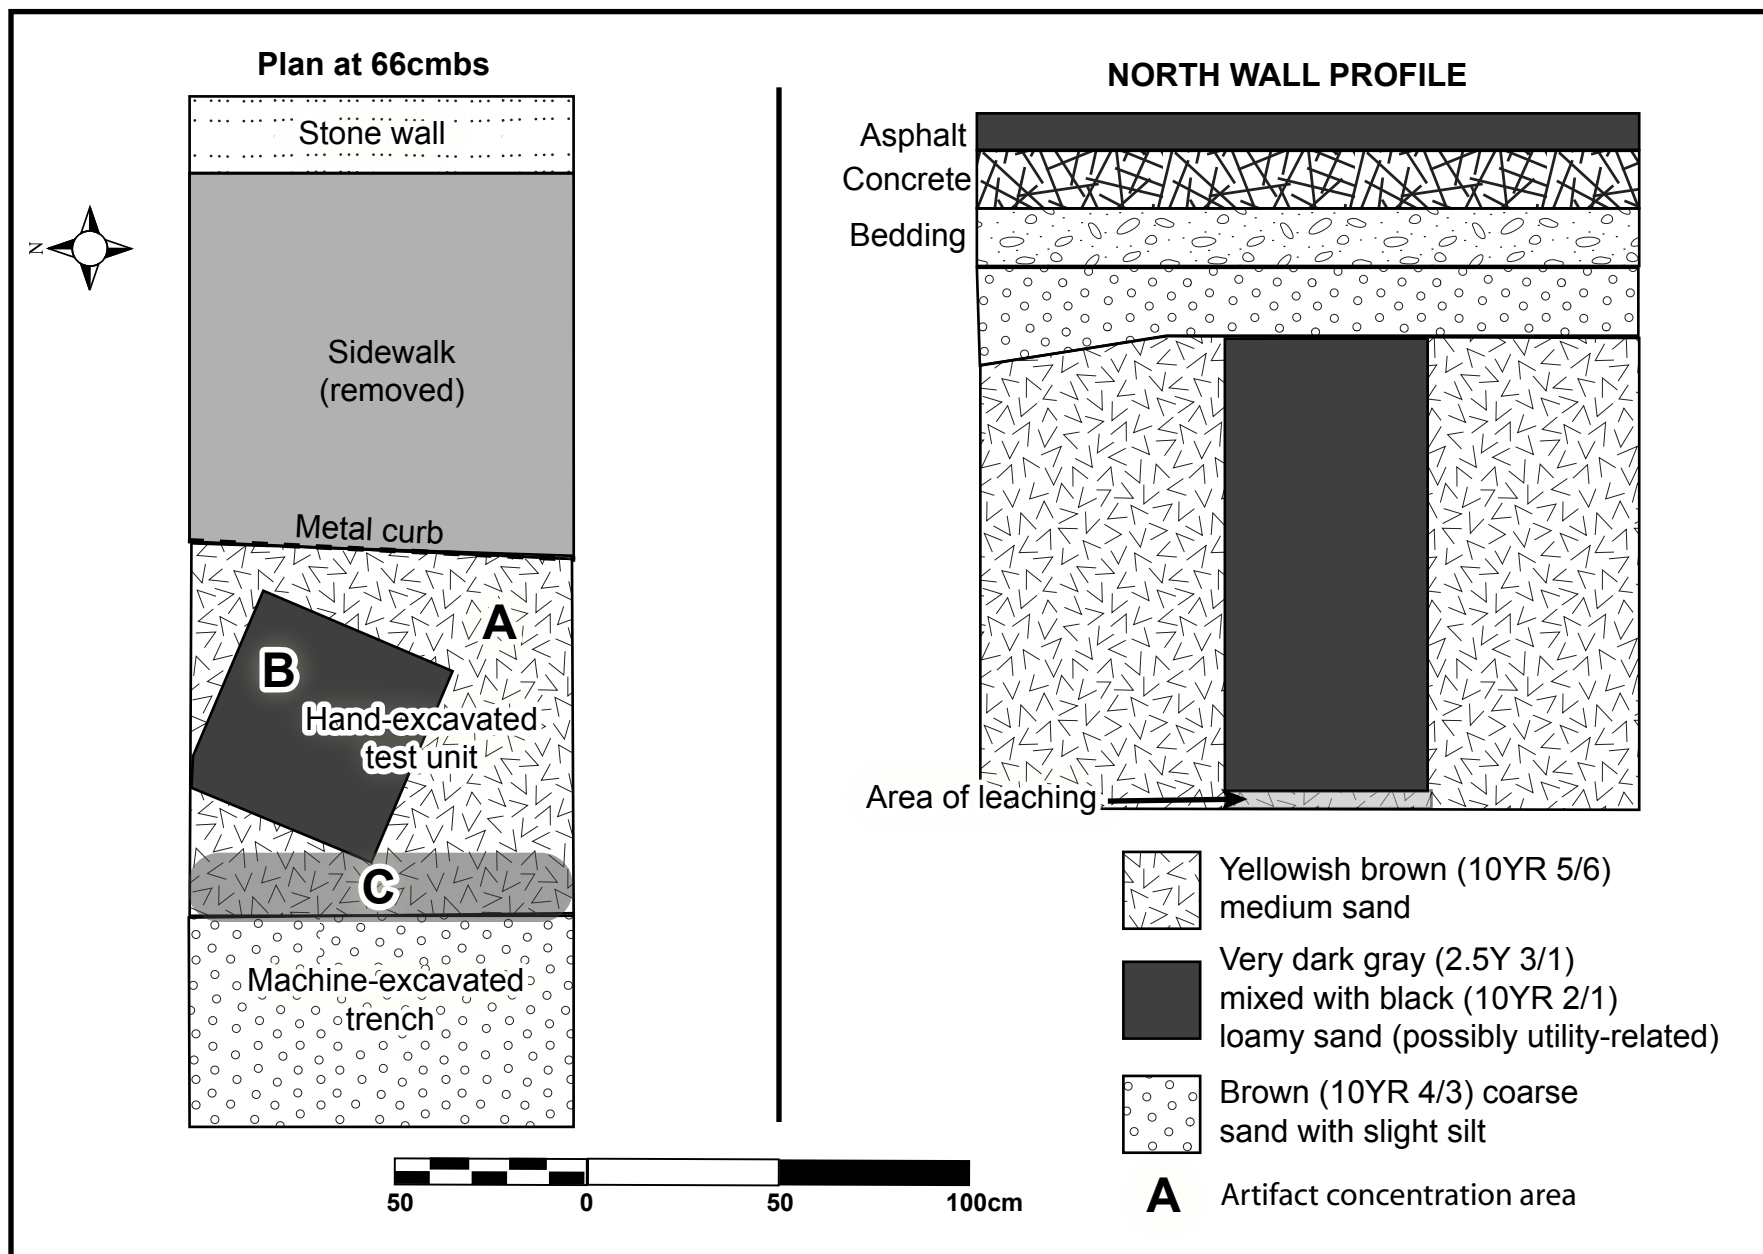 Plan at 66cmbs
Stone wall
N
Sidewalk
(removed)
Metal curb
A
B
Hand-excavated
test unit
C
Machine-excavated
trench
50 0 50 100cm
NORTH WALL PROFILE
Asphalt
Concrete
Bedding
Area of leaching
Yellowish brown (10YR 5/6)
medium sand
Very dark gray (2.5Y 3/1)
mixed with black (10YR 2/1)
loamy sand (possibly utility-related)
Brown (10YR 4/3) coarse
sand with slight silt
A Artifact concentration area